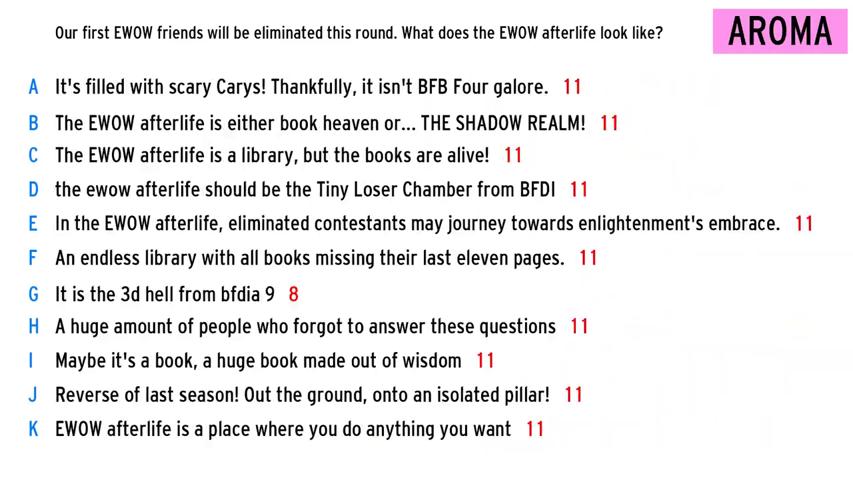 Our first EWOW friends will be eliminated this round. What does the EWOW afterlife look like?
AROMA
A It's filled with scary Carys! Thankfully, it isn't BFB Four galore. 11
B The EWOW afterlife is either book heaven or... THE SHADOW REALM! 11
C The EWOW afterlife is a library, but the books are alive! 11
D the ewow afterlife should be the Tiny Loser Chamber from BFDI 11
E In the EWOW afterlife, eliminated contestants may journey towards enlightenment's embrace. 11
F An endless library with all books missing their last eleven pages. 11
G It is the 3d hell from bfdia 9 8
H A huge amount of people who forgot to answer these questions 11
I Maybe it's a book, a huge book made out of wisdom 11
J Reverse of last season! Out the ground, onto an isolated pillar! 11
K EWOW afterlife is a place where you do anything you want 11